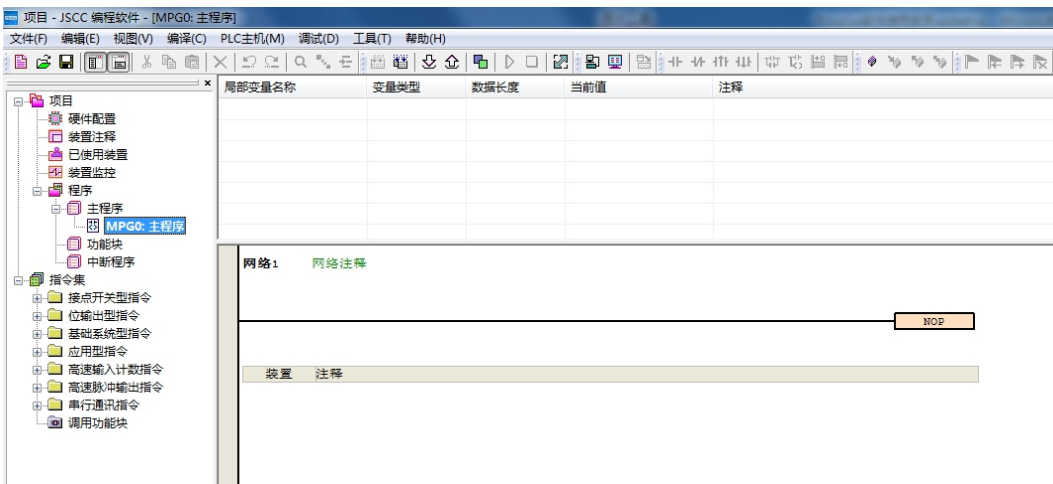 项目 - JSCC 编程软件 - [MPG0: 主程序]
文件(F) 编辑(E) 视图(V) 编译(C) PLC主机(M) 调试(D) 工具(T) 帮助(H)
局部变量名称 变量类型 数据长度 当前值 注释
项目
硬件配置
装置注释
已使用装置
装置监控
程序
主程序
MPG0: 主程序
功能块
中断程序
指令集
接点开关型指令
位输出型指令
基础系统型指令
应用型指令
高速输入计数指令
高速脉冲输出指令
串行通讯指令
调用功能块
网络1 网络注释
NOP
装置 注释